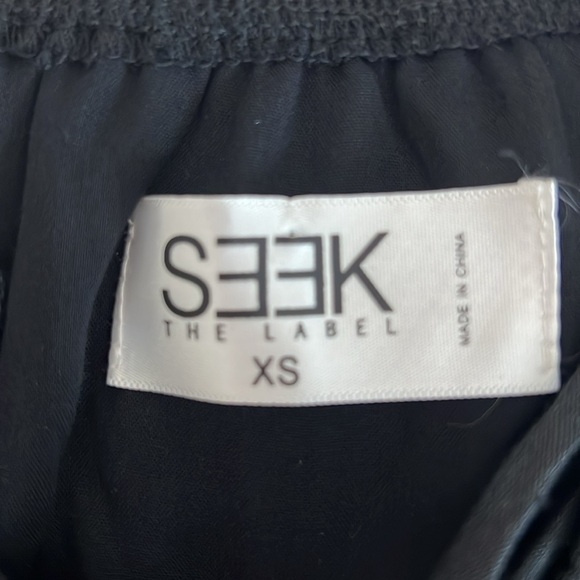 SEEK
THE LABEL
XS
MADE IN CHINA